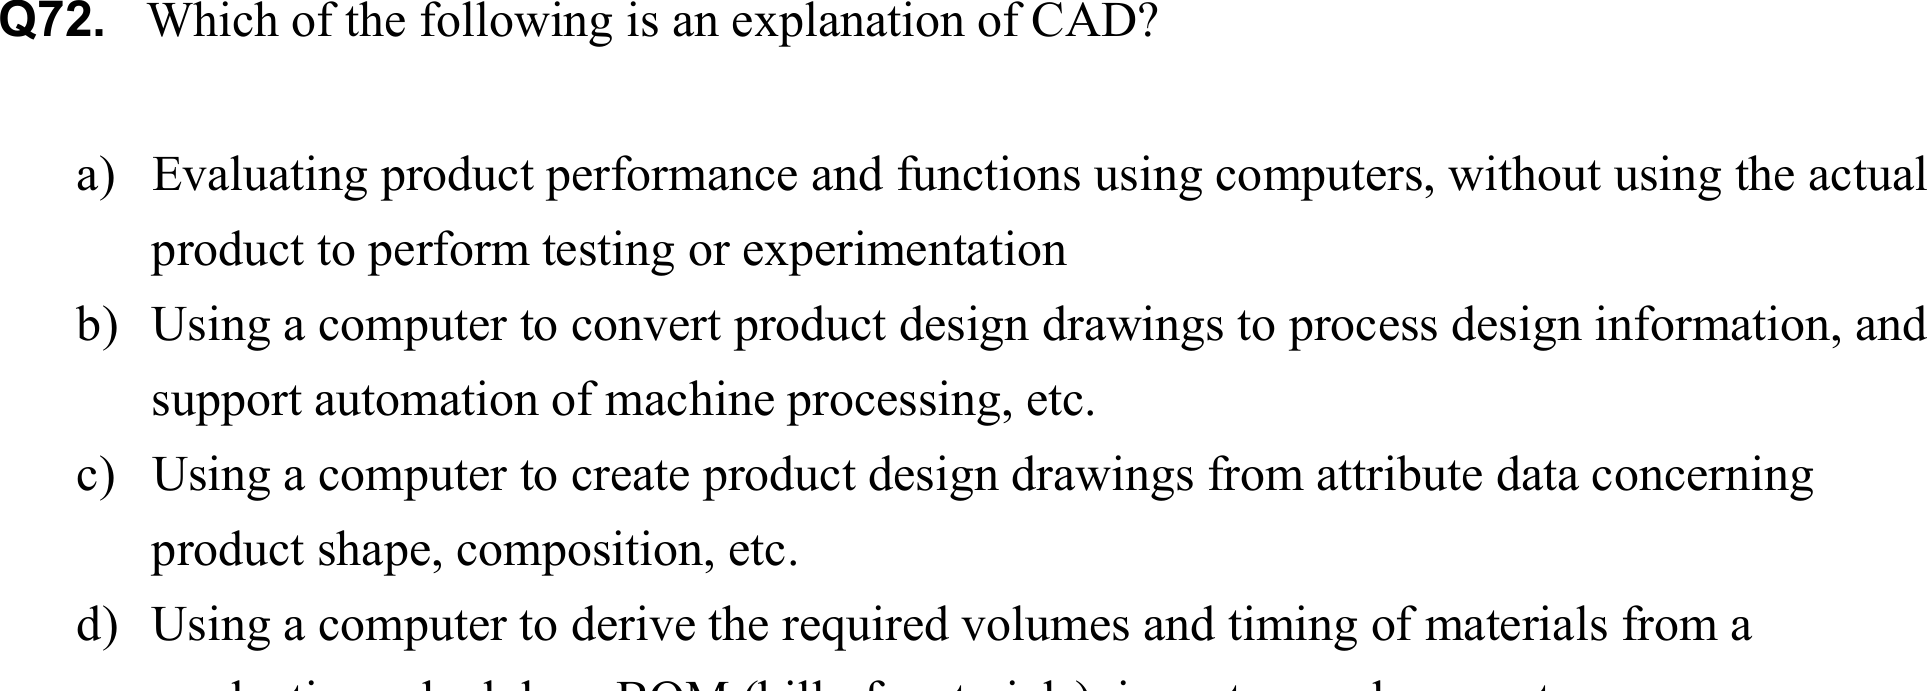 Q72. Which of the following is an explanation of CAD?
a) Evaluating product performance and functions using computers, without using the actual
product to perform testing or experimentation
b) Using a computer to convert product design drawings to process design information, and
support automation of machine processing, etc.
c) Using a computer to create product design drawings from attribute data concerning
product shape, composition, etc.
d) Using a computer to derive the required volumes and timing of materials from a